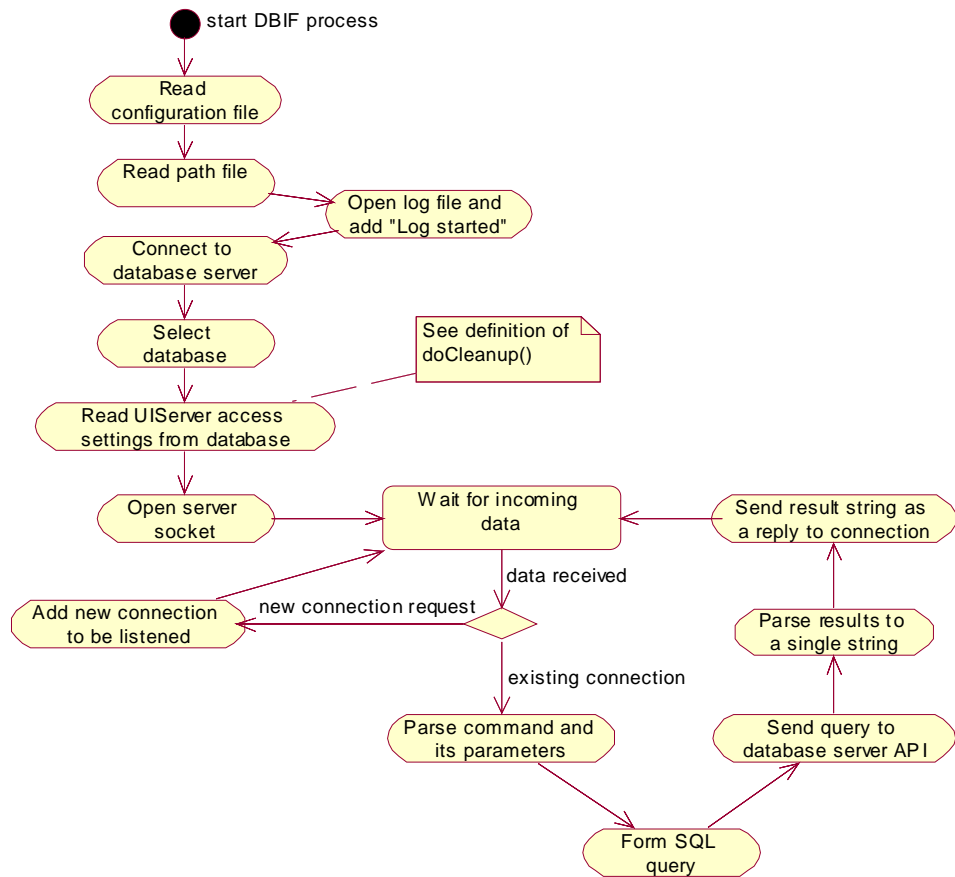 start DBIF process
Read
configuration file
Read path file
Open log file and
add "Log started"
Connect to
database server
Select
database
See definition of
doCleanup()
Read UIServer access
settings from database
Open server
socket
Wait for incoming
data
Send result string as
a reply to connection
data received
new connection request
Add new connection
to be listened
Parse results to
a single string
existing connection
Parse command and
its parameters
Send query to
database server API
Form SQL
query